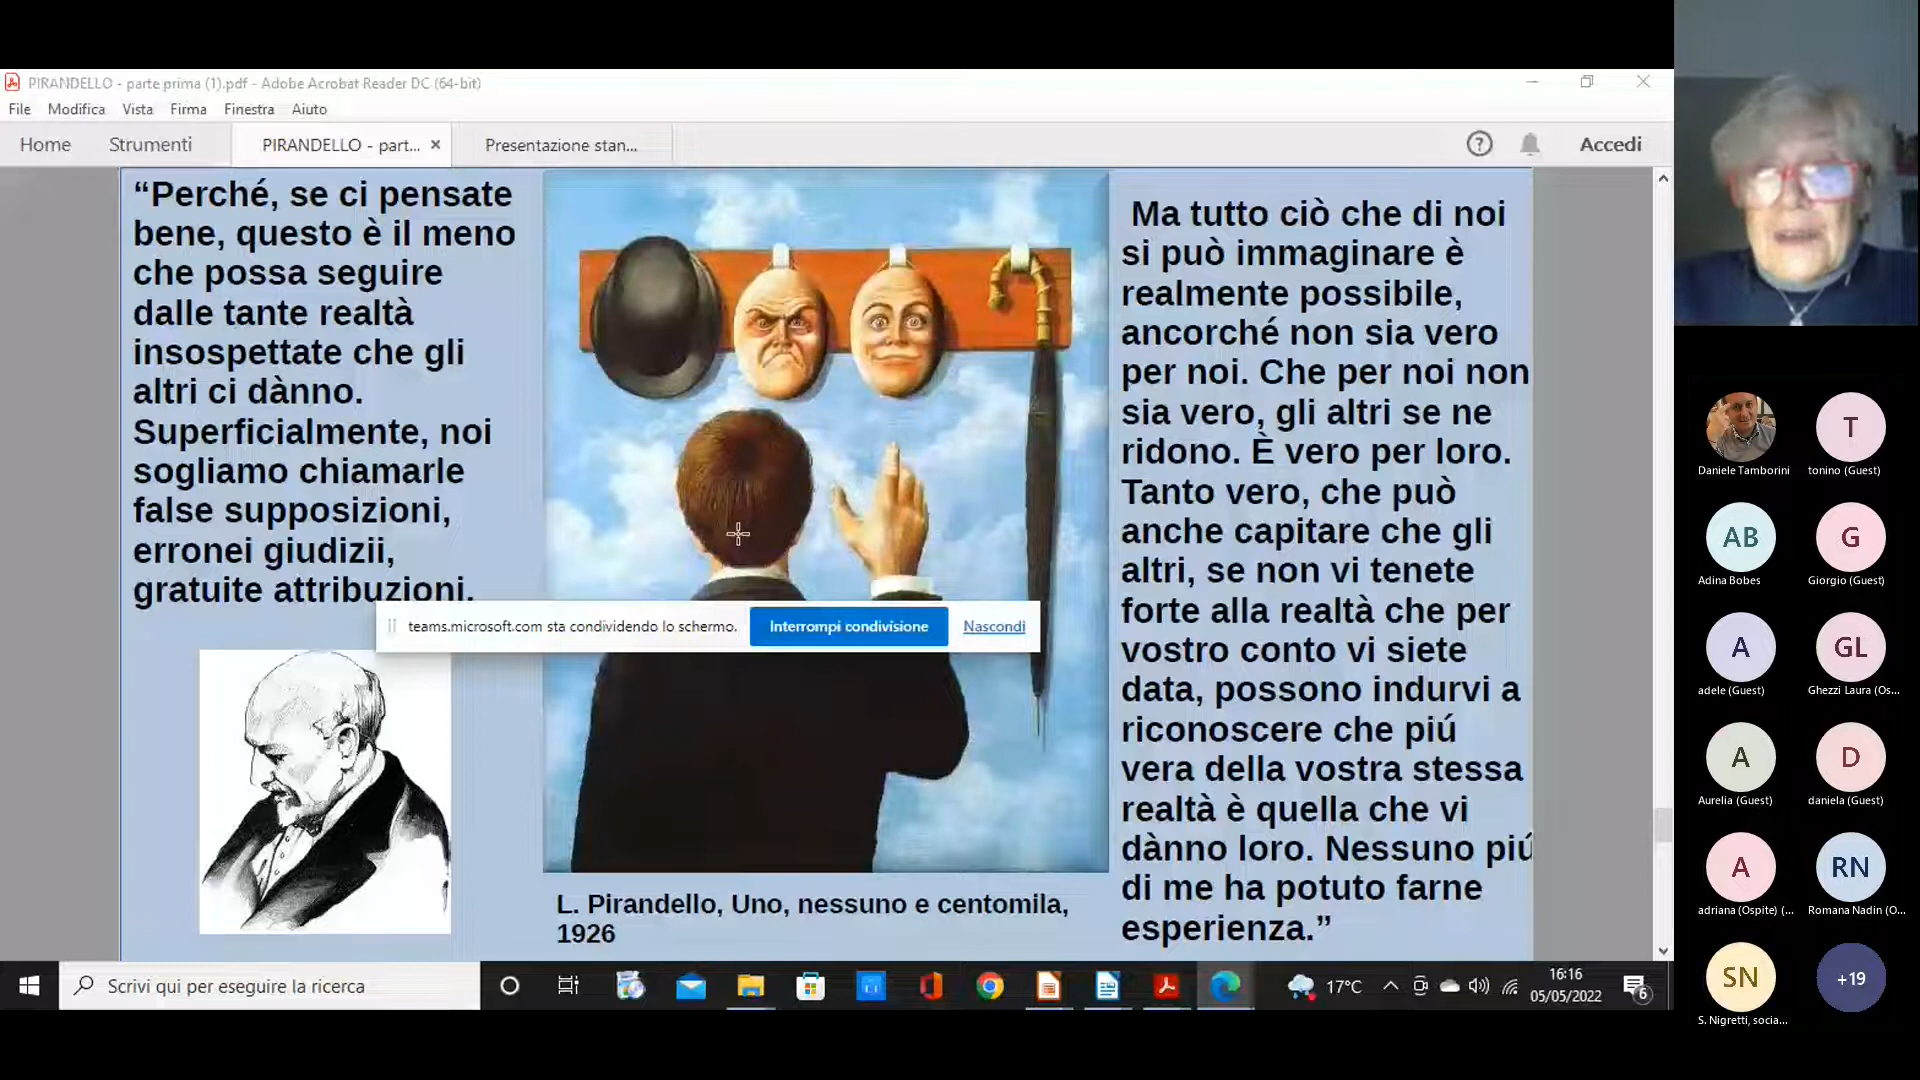 PIRANDELLO - parte prima (1).pdf - Adobe Acrobat Reader DC (64-bit)
File Modifica Vista Firma Finestra Aiuto
Home Strumenti PIRANDELLO - part... × Presentazione stan... ? Accedi
“Perché, se ci pensate
bene, questo è il meno
che possa seguire
dalle tante realtà
insospettate che gli
altri ci dànno.
Superficialmente, noi
sogliamo chiamarle
false supposizioni,
erronei giudizii,
gratuite attribuzioni.
teams.microsoft.com sta condividendo lo schermo. Interrompi condivisione Nascondi
L. Pirandello, Uno, nessuno e centomila,
1926
Ma tutto ciò che di noi
si può immaginare è
realmente possibile,
ancorché non sia vero
per noi. Che per noi non
sia vero, gli altri se ne
ridono. È vero per loro.
Tanto vero, che può
anche capitare che gli
altri, se non vi tenete
forte alla realtà che per
vostro conto vi siete
data, possono indurvi a
riconoscere che piú
vera della vostra stessa
realtà è quella che vi
dànno loro. Nessuno piú
di me ha potuto farne
esperienza.”
Scrivi qui per eseguire la ricerca
17°C
16:16
05/05/2022
6
T
Daniele Tamborini tonino (Guest)
AB G
Adina Bobes Giorgio (Guest)
A GL
adele (Guest) Ghezzi Laura (Os...
A D
Aurelia (Guest) daniela (Guest)
A RN
adriana (Ospite) (... Romana Nadin (O...
SN +19
S. Nigretti, socia...